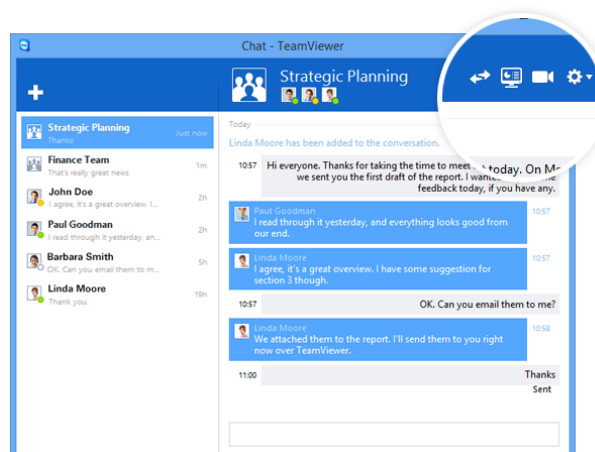 Chat - TeamViewer
Strategic Planning
Strategic Planning
Thanks
Just now
Finance Team
That's really great news
1m
John Doe
I agree, it's a great overview. I...
2h
Paul Goodman
I read through it yesterday, an...
2h
Barbara Smith
OK. Can you email them to m...
5h
Linda Moore
Thank you.
19h
Today
Linda Moore has been added to the conversation.
10:57
Hi everyone. Thanks for taking the time to meet today. On Mo
we sent you the first draft of the report. I wanted me
feedback today, if you have any.
Paul Goodman
10:57
I read through it yesterday, and everything looks good from
our end.
Linda Moore
10:57
I agree, it's a great overview. I have some suggestion for
section 3 though.
10:57
OK. Can you email them to me?
Linda Moore
10:58
We attached them to the report. I'll send them to you right
now over TeamViewer.
11:00
Thanks
Sent